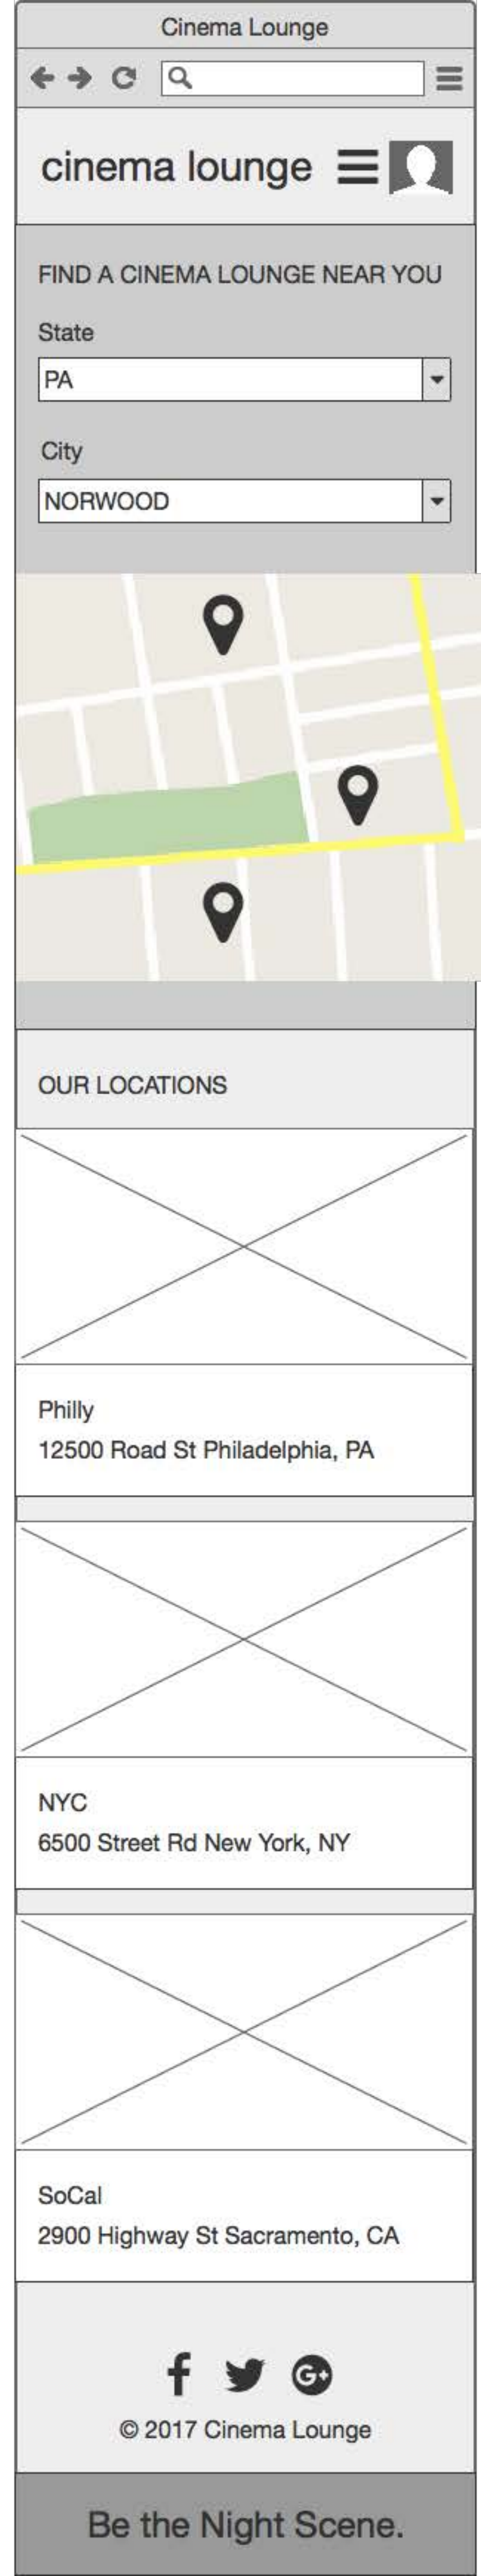 Cinema Lounge
cinema lounge
FIND A CINEMA LOUNGE NEAR YOU
State
PA
City
NORWOOD
OUR LOCATIONS
Philly
12500 Road St Philadelphia, PA
NYC
6500 Street Rd New York, NY
SoCal
2900 Highway St Sacramento, CA
© 2017 Cinema Lounge
Be the Night Scene.